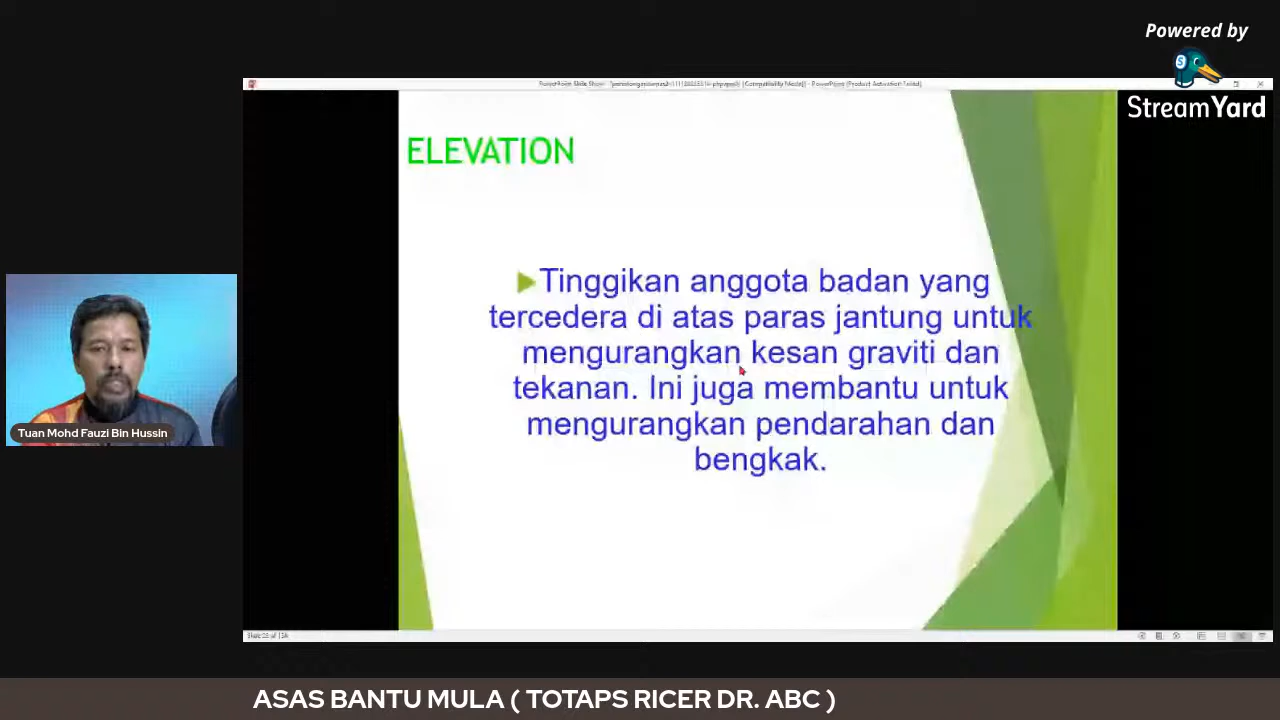 Powered by
StreamYard
ELEVATION
Tinggikan anggota badan yang
tercedera di atas paras jantung untuk
mengurangkan kesan graviti dan
tekanan. Ini juga membantu untuk
mengurangkan pendarahan dan
bengkak.
Tuan Mohd Fauzi Bin Hussin
ASAS BANTU MULA ( TOTAPS RICER DR. ABC )